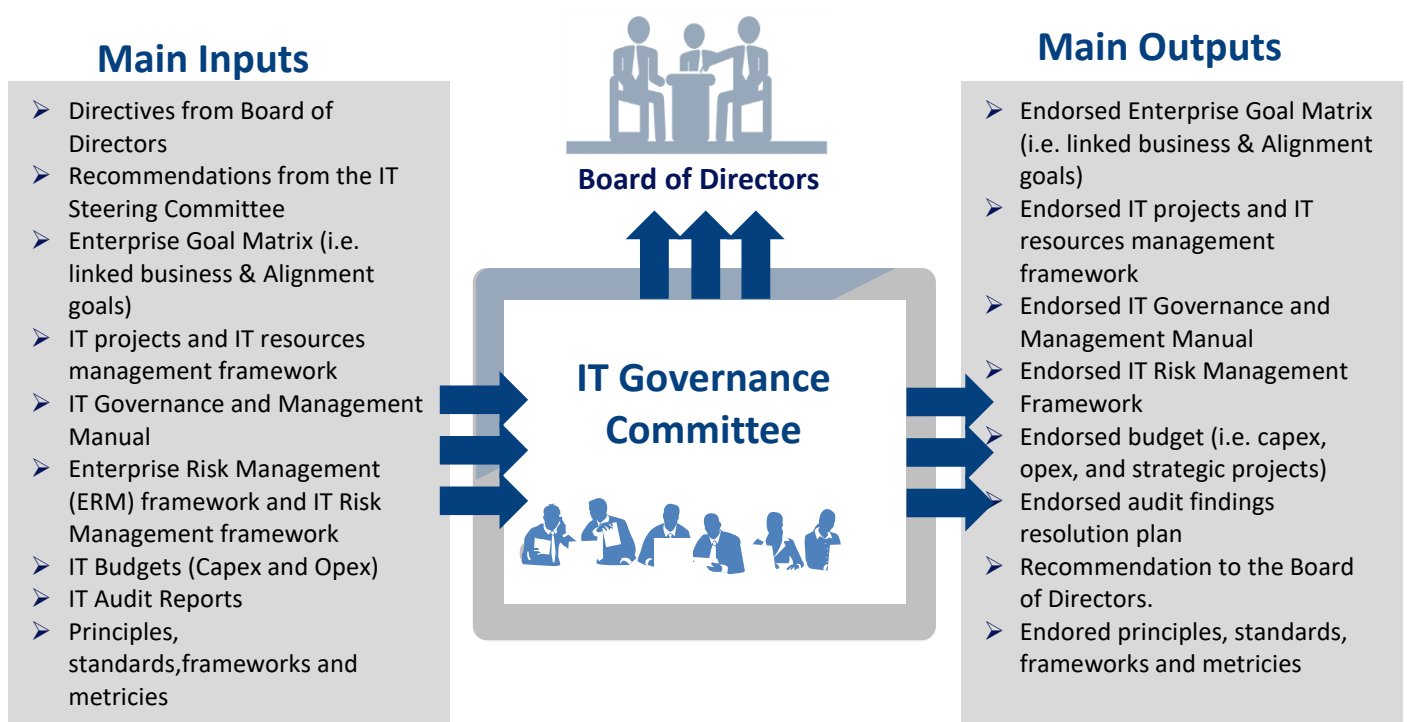 Main Inputs
➢ Directives from Board of
Directors
➢ Recommendations from the IT
Steering Committee
➢ Enterprise Goal Matrix (i.e.
linked business & Alignment
goals)
➢ IT projects and IT resources
management framework
➢ IT Governance and Management
Manual
➢ Enterprise Risk Management
(ERM) framework and IT Risk
Management framework
➢ IT Budgets (Capex and Opex)
➢ IT Audit Reports
➢ Principles,
standards,frameworks and
metricies
Board of Directors
IT Governance
Committee
Main Outputs
➢ Endorsed Enterprise Goal Matrix
(i.e. linked business & Alignment
goals)
➢ Endorsed IT projects and IT
resources management
framework
➢ Endorsed IT Governance and
Management Manual
➢ Endorsed IT Risk Management
Framework
➢ Endorsed budget (i.e. capex,
opex, and strategic projects)
➢ Endorsed audit findings
resolution plan
➢ Recommendation to the Board
of Directors.
➢ Endored principles, standards,
frameworks and metricies